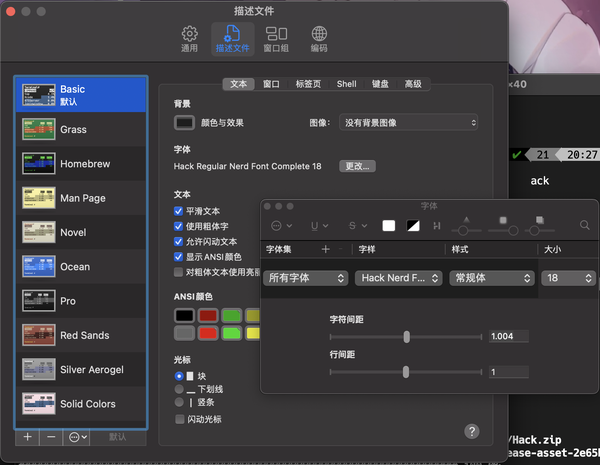 描述文件
通用
描述文件
窗口组
编码
Basic
默认
Grass
Homebrew
Man Page
Novel
Ocean
Pro
Red Sands
Silver Aerogel
Solid Colors
默认
文本 窗口 标签页 Shell 键盘 高级
背景
颜色与效果
图像： 没有背景图像
字体
Hack Regular Nerd Font Complete 18
更改...
文本
平滑文本
使用粗体字
允许闪动文本
显示 ANSI 颜色
对粗体文本使用亮
ANSI 颜色
光标
块
下划线
竖条
闪动光标
?
×40
✔ 21 20:27
ack
字体
字体集 字样 样式 大小
所有字体 Hack Nerd F... 常规体 18
字符间距
1.004
行间距
1
/Hack.zip
ease-asset-2e65